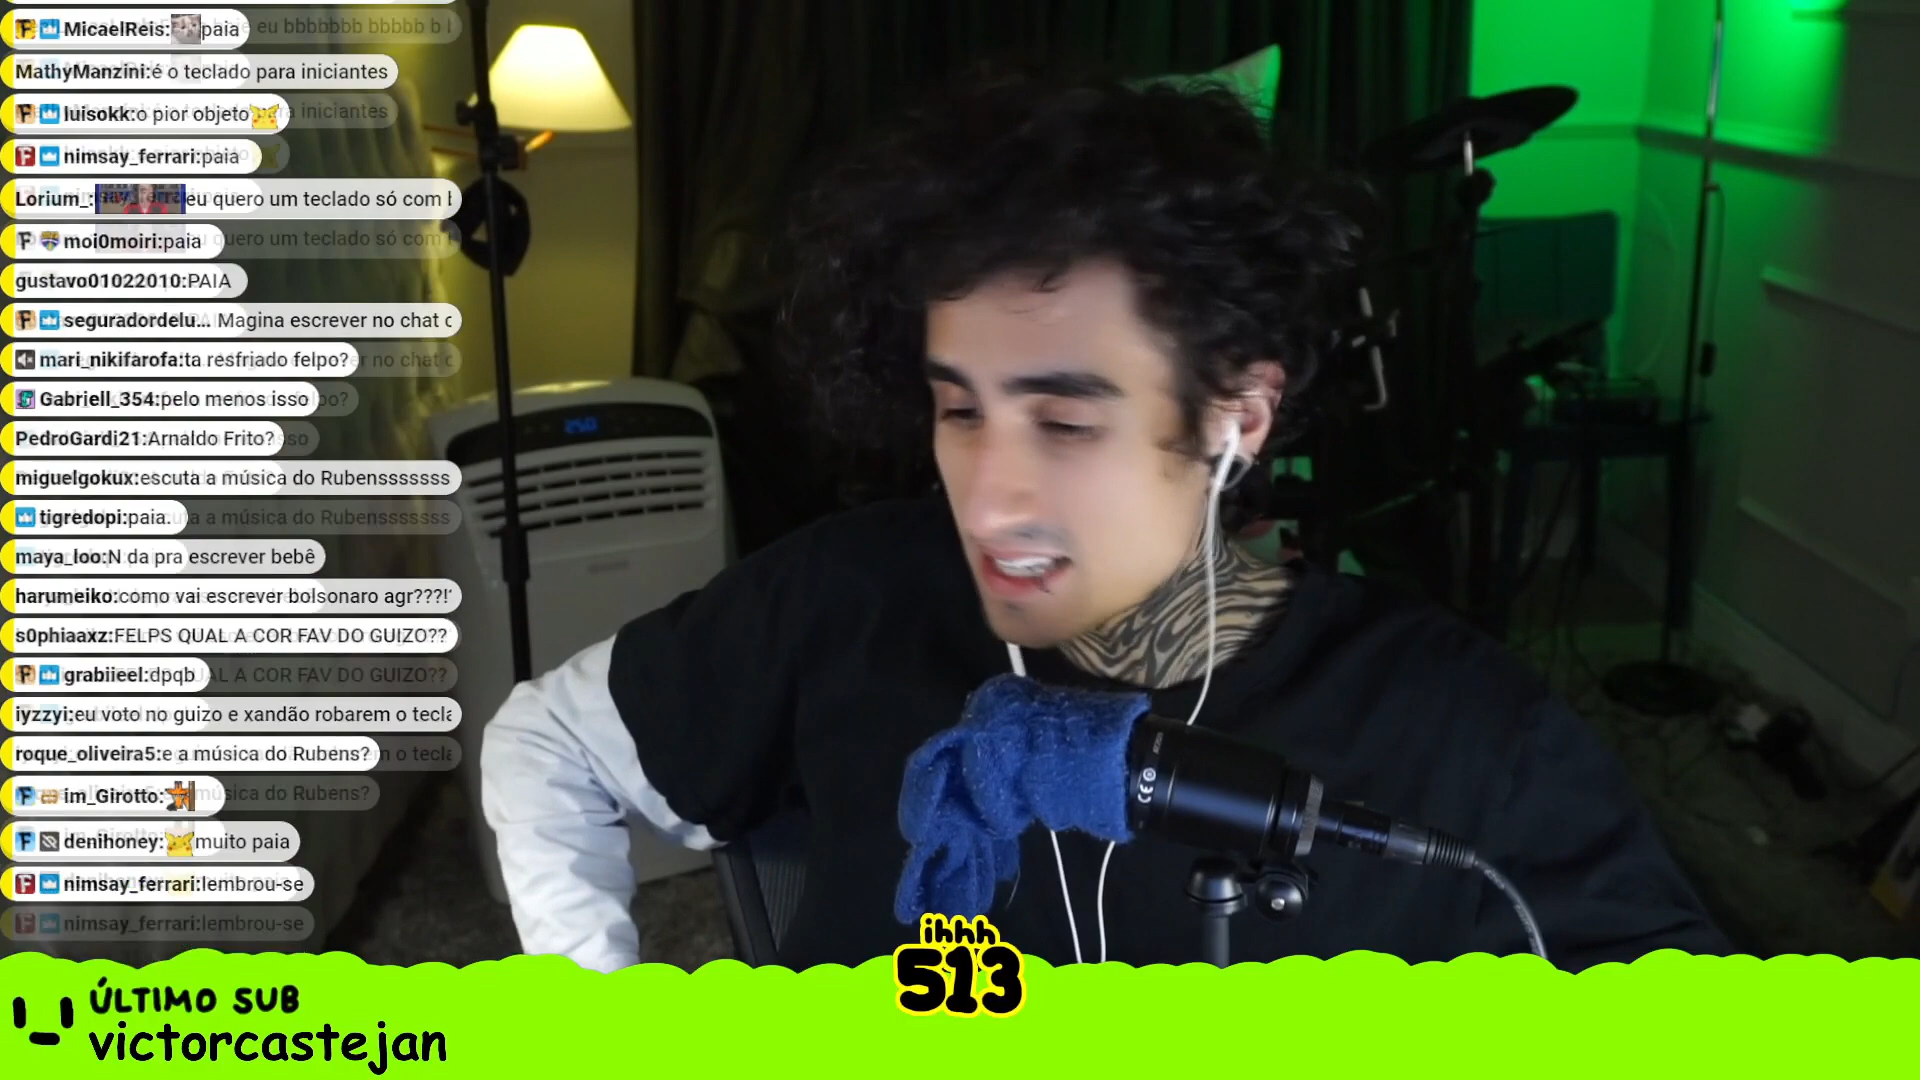 MicaelReis: paia
MathyManzini:é o teclado para iniciantes
luisokk:o pior objeto
nimsay_ferrari:paia
Lorium_: eu quero um teclado só com
moi0moiri:paia
gustavo01022010:PAIA
seguradordelu... Magina escrever no chat
mari_nikifarofa:ta resfriado felpo?
Gabriell_354:pelo menos isso
PedroGardi21:Arnaldo Frito?
miguelgokux:escuta a música do Rubensssssss
tigredopi:paia.
maya_loo:N da pra escrever bebê
harumeiko:como vai escrever bolsonaro agr???!
s0phiaaxz:FELPS QUAL A COR FAV DO GUIZO??
grabiieel:dpqb
iyzzyi:eu voto no guizo e xandão robarem o tecla
roque_oliveira5:e a música do Rubens?
im_Girotto:
denihoney: muito paia
nimsay_ferrari:lembrou-se
nimsay_ferrari:lembrou-se
25.0
CE
ihhh
513
ÚLTIMO SUB
victorcastejan